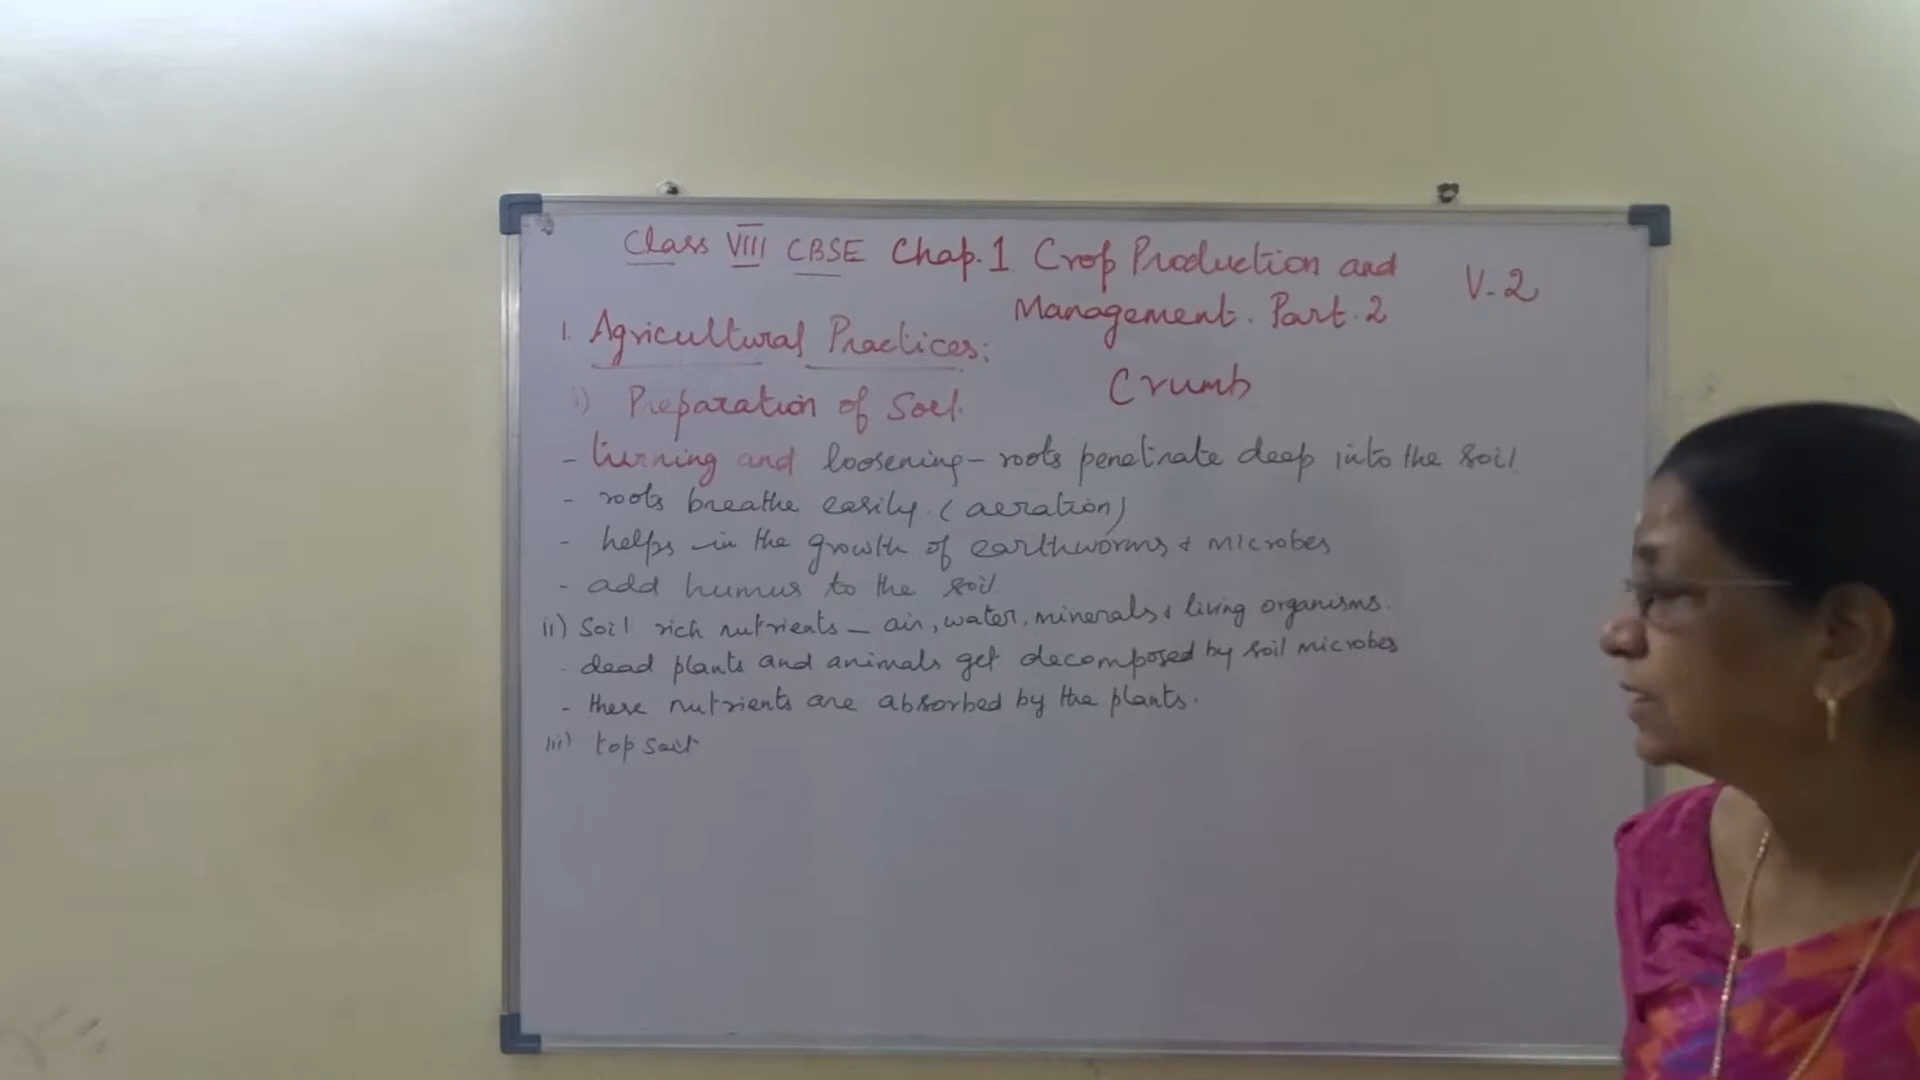 Class VIII CBSE Chap.1 Crop Production and
Management. Part.2
V-2
1. Agricultural Practices:
Crumb
i) Preparation of Soil.
- turning and loosening - roots penetrate deep into the soil
- roots breathe easily. (aeration)
- helps in the growth of earthworms & microbes
- add humus to the soil
ii) Soil rich nutrients - air, water, minerals & living organisms.
- dead plants and animals get decomposed by soil microbes
- these nutrients are absorbed by the plants.
iii) top soil